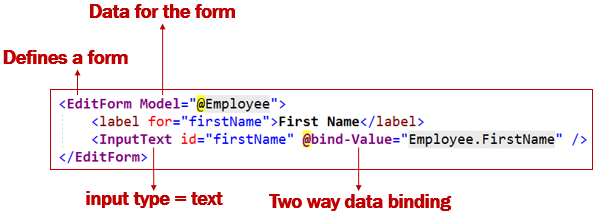 Data for the form
Defines a form
<EditForm Model="@Employee">
<label for="firstName">First Name</label>
<InputText id="firstName" @bind-Value="Employee.FirstName" />
</EditForm>
input type = text
Two way data binding